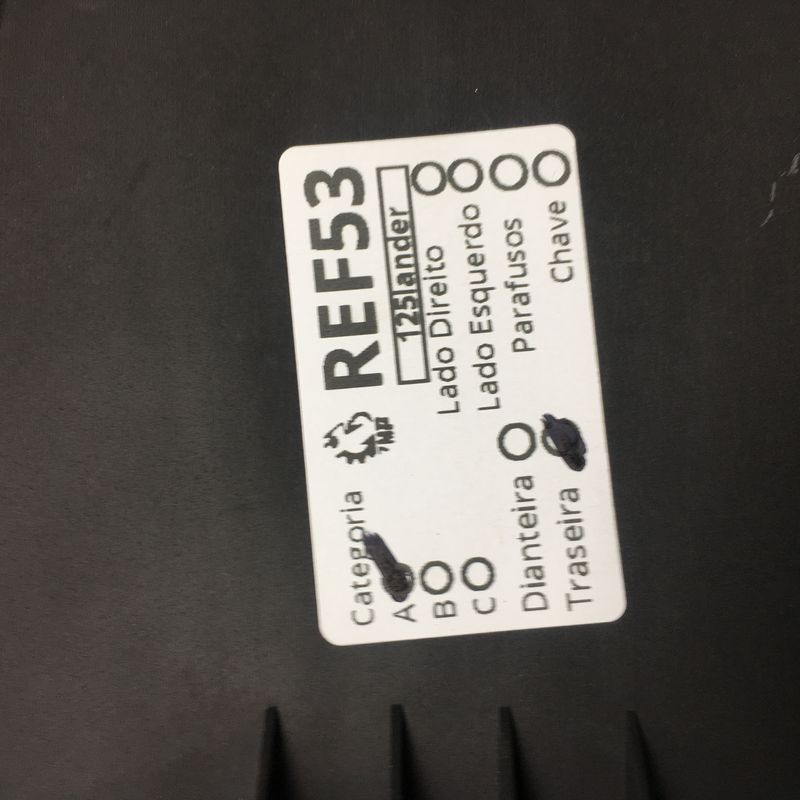 Categoria
A
B
C
Dianteira
Traseira
REF53
125lander
Lado Direito
Lado Esquerdo
Parafusos
Chave